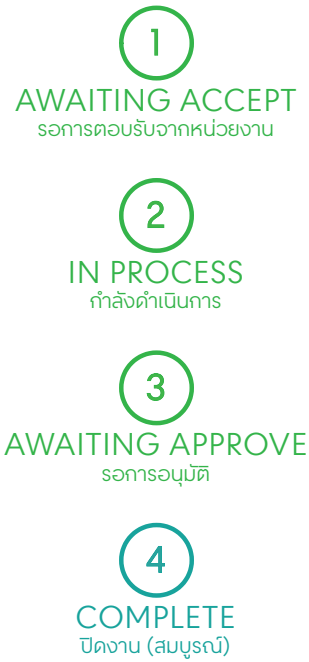 1
AWAITING ACCEPT
รอการตอบรับจากหน่วยงาน
2
IN PROCESS
กำลังดำเนินการ
3
AWAITING APPROVE
รอการอนุมัติ
4
COMPLETE
ปิดงาน (สมบูรณ์)